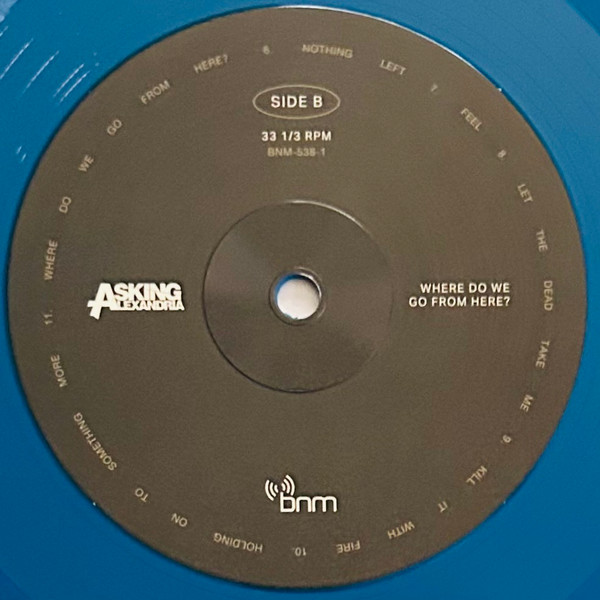 SIDE B
33 1/3 RPM
BNM-538-1
ASKING
ALEXANDRIA
WHERE DO WE
GO FROM HERE?
bnm
6. NOTHING LEFT 7. FEEL 8. LET THE DEAD TAKE ME 9. KILL IT WITH FIRE 10. HOLDING ON TO SOMETHING MORE 11. WHERE DO WE GO FROM HERE?